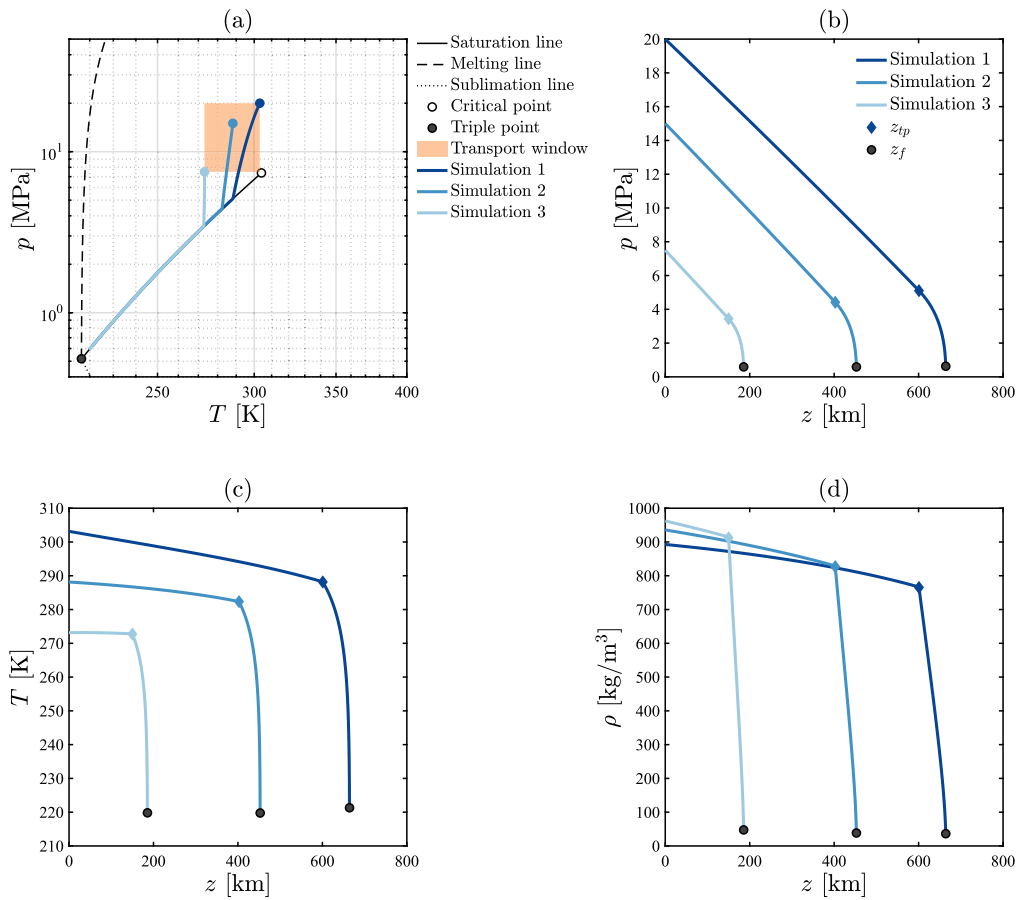 (a)
10^1
10^0
p [MPa]
250
300
350
400
T [K]
Saturation line
Melting line
Sublimation line
Critical point
Triple point
Transport window
Simulation 1
Simulation 2
Simulation 3
(b)
20
18
16
14
12
10
8
6
4
2
0
p [MPa]
0
200
400
600
800
z [km]
Simulation 1
Simulation 2
Simulation 3
z_{tp}
z_f
(c)
310
300
290
280
270
260
250
240
230
220
210
T [K]
0
200
400
600
800
z [km]
(d)
1000
900
800
700
600
500
400
300
200
100
0
ρ [kg/m^3]
0
200
400
600
800
z [km]